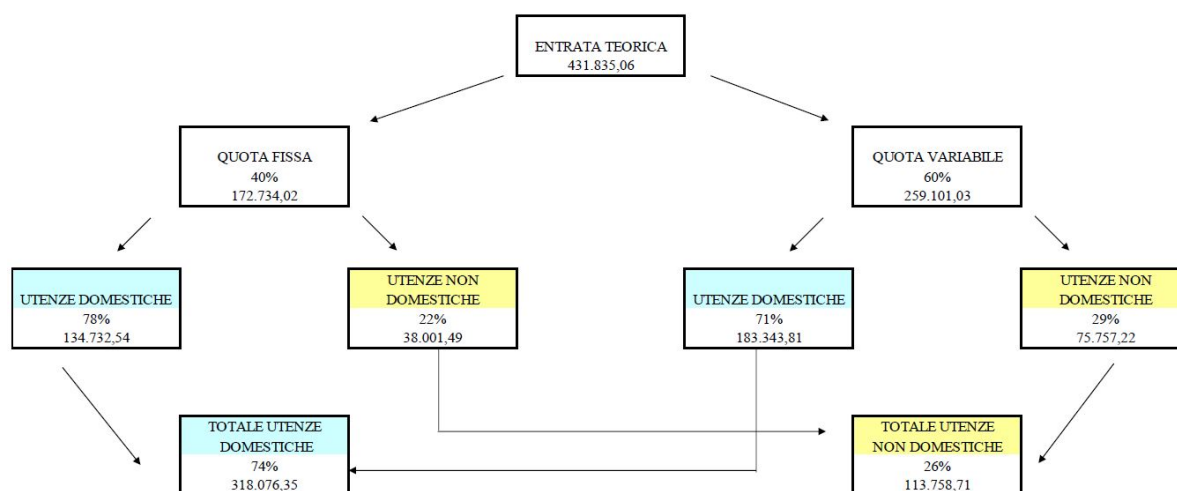 ENTRATA TEORICA
431.835,06
QUOTA FISSA
40%
172.734,02
QUOTA VARIABILE
60%
259.101,03
UTENZE DOMESTICHE
78%
134.732,54
UTENZE NON
DOMESTICHE
22%
38.001,49
UTENZE DOMESTICHE
71%
183.343,81
UTENZE NON
DOMESTICHE
29%
75.757,22
TOTALE UTENZE
DOMESTICHE
74%
318.076,35
TOTALE UTENZE
NON DOMESTICHE
26%
113.758,71